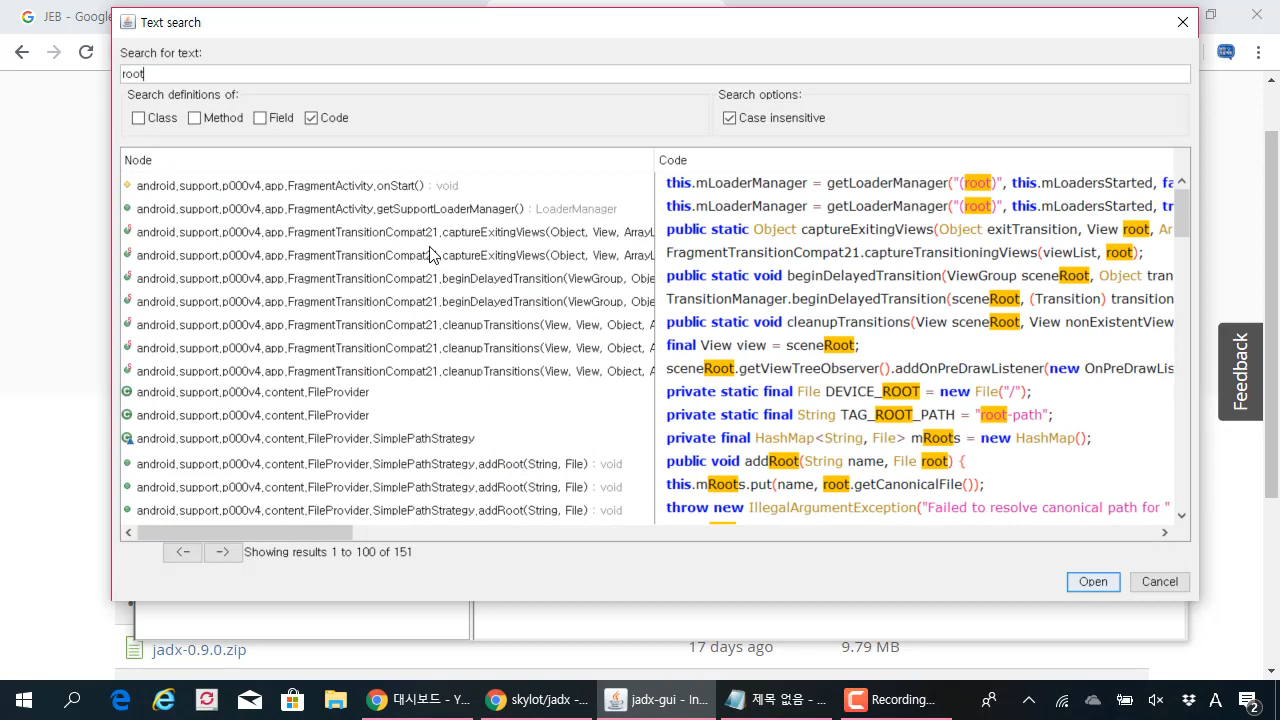 JEB - Google
Text search
Search for text:
root
Search definitions of:
Search options:
Class
Method
Field
Code
Case insensitive
Node
Code
android.support.p000v4.app.FragmentActivity.onStart() : void
this.mLoaderManager = getLoaderManager("(root)", this.mLoadersStarted, fa
android.support.p000v4.app.FragmentActivity.getSupportLoaderManager() : LoaderManager
this.mLoaderManager = getLoaderManager("(root)", this.mLoadersStarted, tr
android.support.p000v4.app.FragmentTransitionCompat21.captureExitingViews(Object, View, ArrayL
public static Object captureExitingViews(Object exitTransition, View root, Ar
android.support.p000v4.app.FragmentTransitionCompat21.captureExitingViews(Object, View, ArrayL
FragmentTransitionCompat21.captureTransitioningViews(viewList, root);
android.support.p000v4.app.FragmentTransitionCompat21.beginDelayedTransition(ViewGroup, Obje
public static void beginDelayedTransition(ViewGroup sceneRoot, Object tran
android.support.p000v4.app.FragmentTransitionCompat21.beginDelayedTransition(ViewGroup, Obje
TransitionManager.beginDelayedTransition(sceneRoot, (Transition) transition
android.support.p000v4.app.FragmentTransitionCompat21.cleanupTransitions(View, View, Object, A
public static void cleanupTransitions(View sceneRoot, View nonExistentView
android.support.p000v4.app.FragmentTransitionCompat21.cleanupTransitions(View, View, Object, A
final View view = sceneRoot;
android.support.p000v4.app.FragmentTransitionCompat21.cleanupTransitions(View, View, Object, A
sceneRoot.getViewTreeObserver().addOnPreDrawListener(new OnPreDrawLis
android.support.p000v4.content.FileProvider
private static final File DEVICE_ROOT = new File("/");
android.support.p000v4.content.FileProvider
private static final String TAG_ROOT_PATH = "root-path";
android.support.p000v4.content.FileProvider.SimplePathStrategy
private final HashMap<String, File> mRoots = new HashMap();
android.support.p000v4.content.FileProvider.SimplePathStrategy.addRoot(String, File) : void
public void addRoot(String name, File root) {
android.support.p000v4.content.FileProvider.SimplePathStrategy.addRoot(String, File) : void
this.mRoots.put(name, root.getCanonicalFile());
android.support.p000v4.content.FileProvider.SimplePathStrategy.addRoot(String, File) : void
throw new IllegalArgumentException("Failed to resolve canonical path for "
<- -> Showing results 1 to 100 of 151
Open
Cancel
Feedback
jadx-0.9.0.zip
17 days ago
9.79 MB
대시보드 - Y...
skylot/jadx -...
jadx-gui - In...
제목 없음 - ...
Recording...
A
2